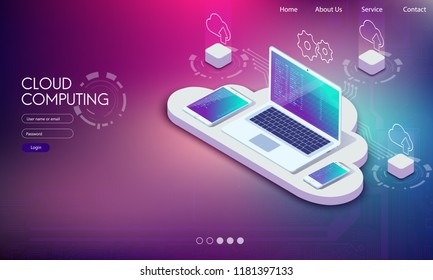 Home About Us Service Contact
CLOUD
COMPUTING
User name or email
Password
Login
shutterstock.com · 1181397133